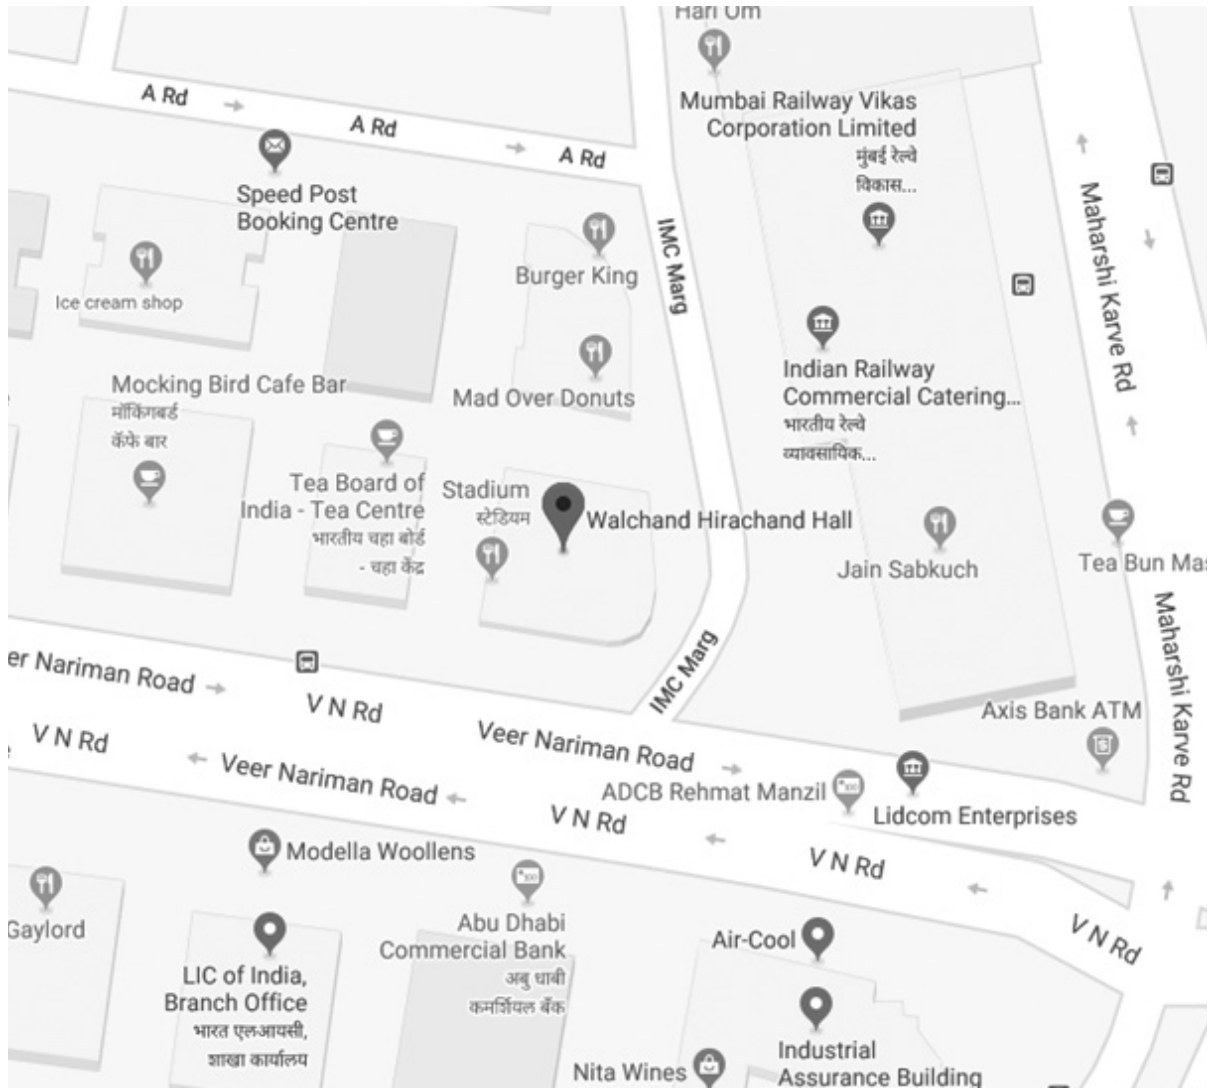 Hari Om
A Rd
A Rd
A Rd
Mumbai Railway Vikas
Corporation Limited
मुंबई रेल्वे
विकास...
Speed Post
Booking Centre
IMC Marg
Maharshi Karve Rd
Burger King
Ice cream shop
Indian Railway
Commercial Catering...
भारतीय रेल्वे
व्यावसायिक...
Mad Over Donuts
Mocking Bird Cafe Bar
मॉकिंगबर्ड
कॅफे बार
Tea Board of
India - Tea Centre
भारतीय चहा बोर्ड
- चहा केंद्र
Stadium
स्टेडियम
Walchand Hirachand Hall
Jain Sabkuch
Tea Bun Mas
Maharshi Karve Rd
IMC Marg
er Nariman Road
V N Rd
Veer Nariman Road
Axis Bank ATM
V N Rd
Veer Nariman Road
ADCB Rehmat Manzil
Lidcom Enterprises
V N Rd
V N Rd
V N Rd
Modella Woollens
Gaylord
Abu Dhabi
Commercial Bank
अबु धाबी
कमर्शियल बँक
Air-Cool
LIC of India,
Branch Office
भारत एलआयसी,
शाखा कार्यालय
Nita Wines
Industrial
Assurance Building